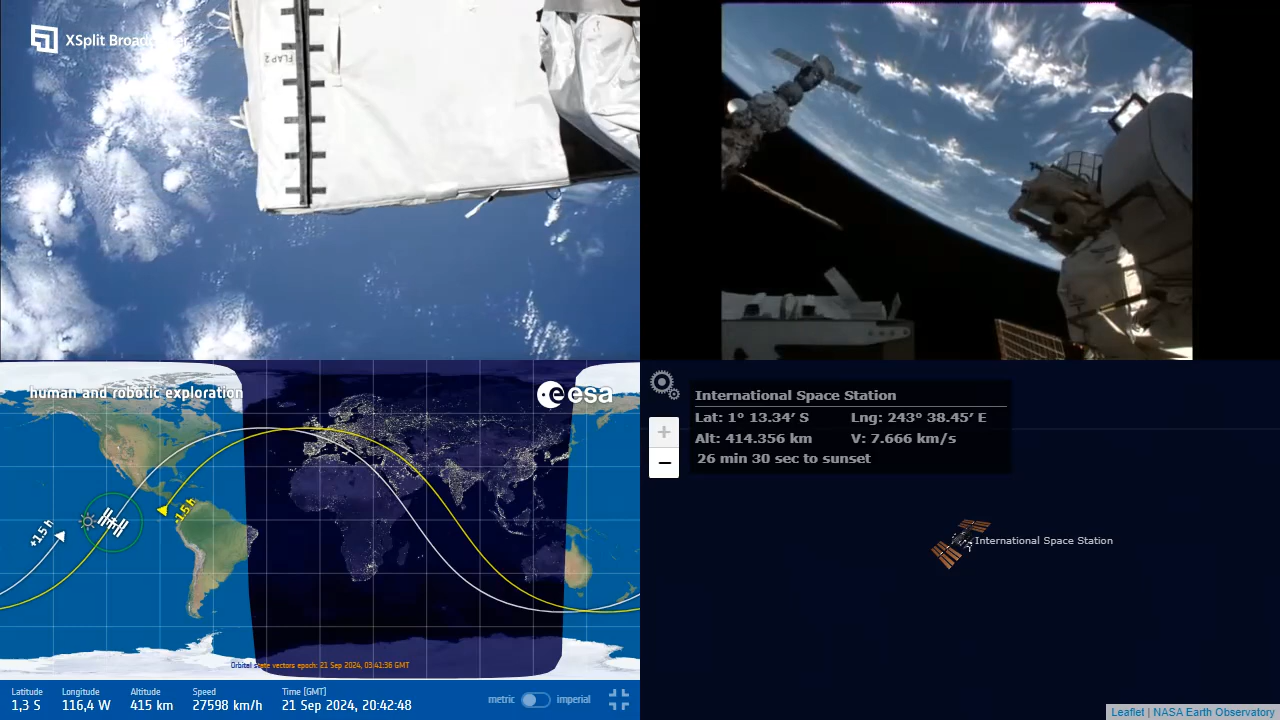 XSplit Broadcaster
FLAP 2
human and robotic exploration
esa
+1.5 h
-1.5 h
Orbital state vectors epoch: 21 Sep 2024, 03:41:36 GMT
Latitude
1,3 S
Longitude
116,4 W
Altitude
415 km
Speed
27598 km/h
Time [GMT]
21 Sep 2024, 20:42:48
metric
imperial
International Space Station
Lat: 1° 13.34′ S Lng: 243° 38.45′ E
Alt: 414.356 km V: 7.666 km/s
26 min 30 sec to sunset
+
−
International Space Station
Leaflet | NASA Earth Observatory